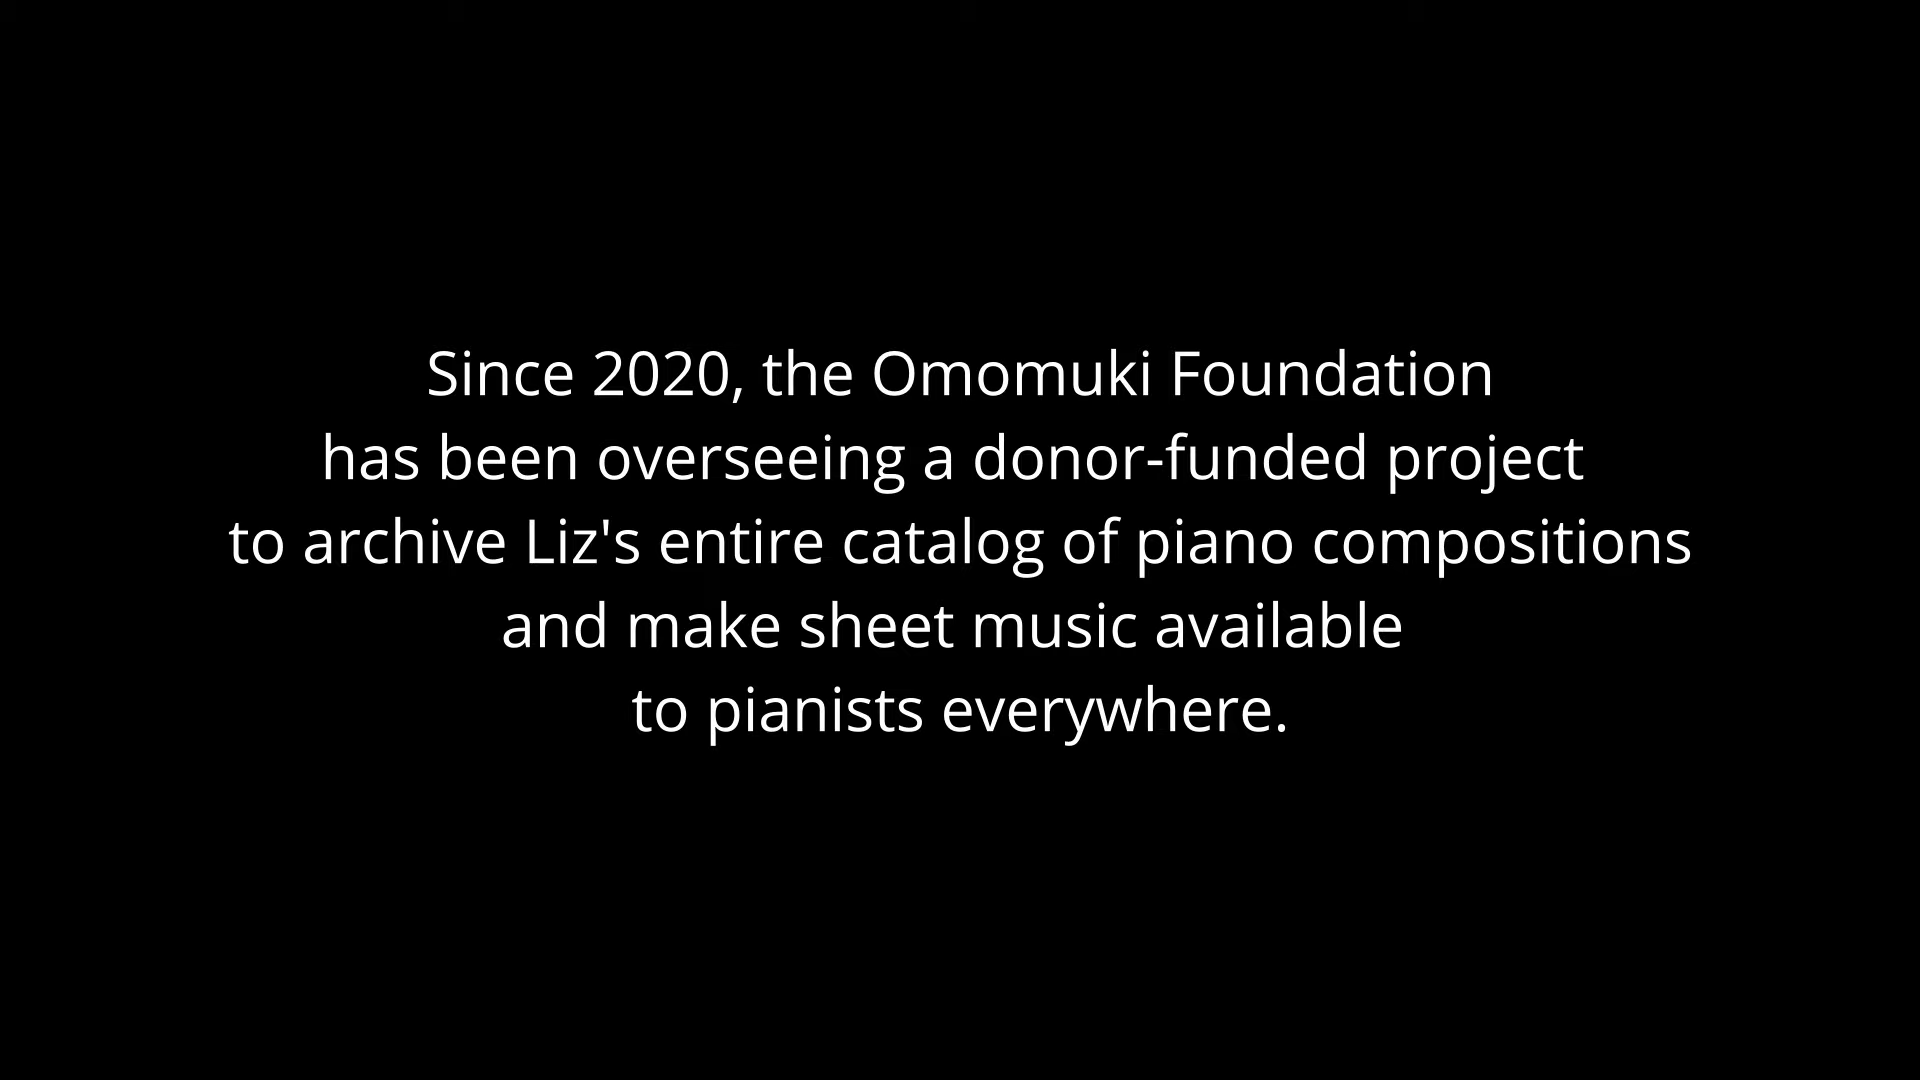 Since 2020, the Omomuki Foundation
has been overseeing a donor-funded project
to archive Liz's entire catalog of piano compositions
and make sheet music available
to pianists everywhere.